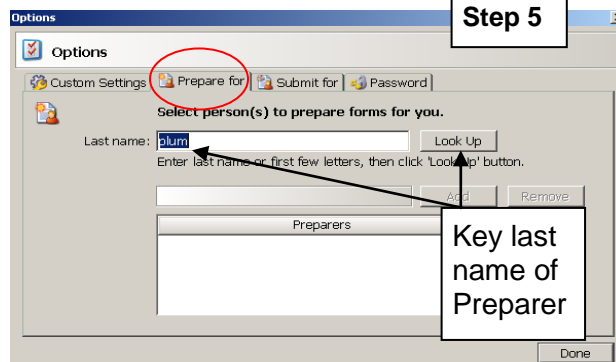 Options
Step 5
Options
Custom Settings Prepare for Submit for Password
Select person(s) to prepare forms for you.
Last name: plum Look Up
Enter last name or first few letters, then click 'Look Up' button.
Add Remove
Preparers
Key last
name of
Preparer
Done